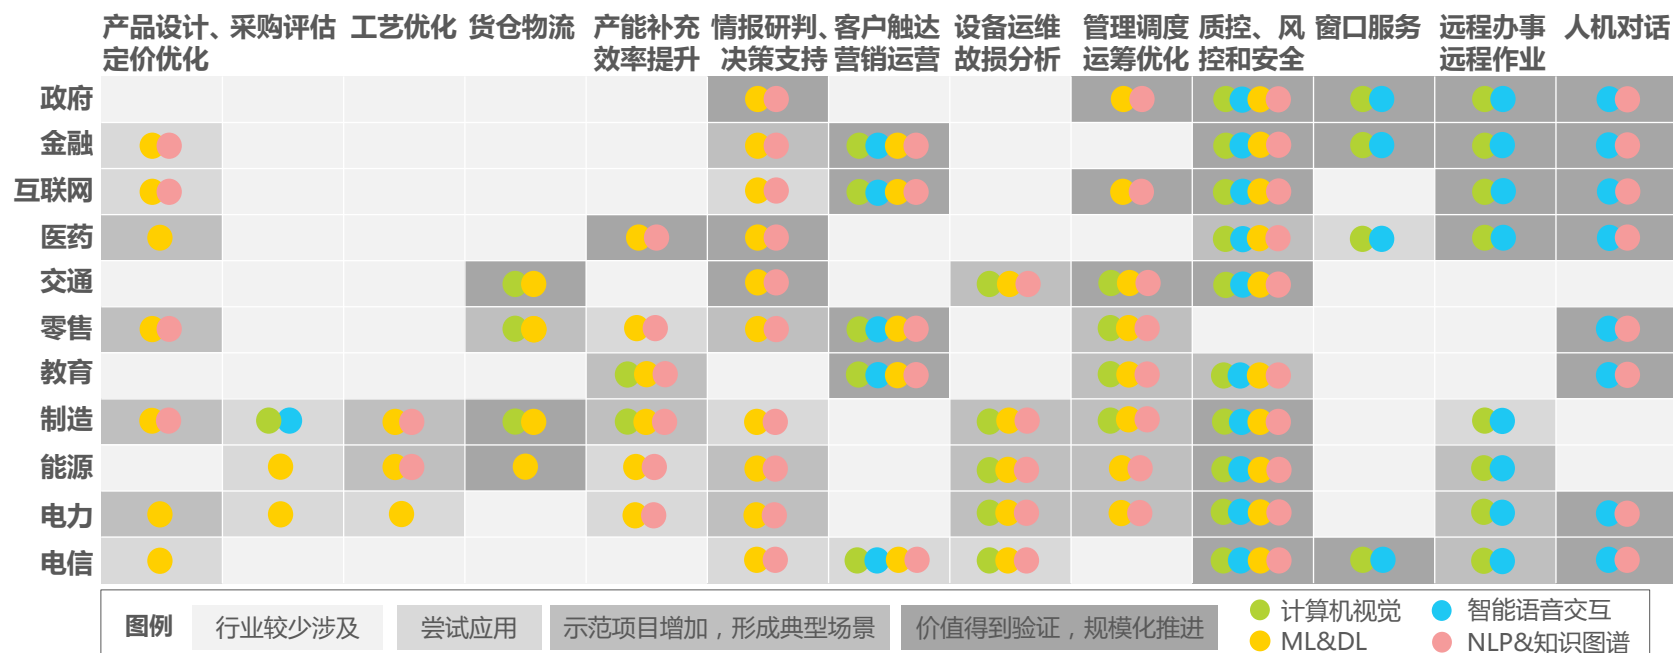 产品设计、 采购评估 工艺优化 货仓物流 产能补充 情报研判、 客户触达 设备运维 管理调度 质控、风 窗口服务 远程办事 人机对话
定价优化 效率提升 决策支持 营销运营 故损分析 运筹优化 控和安全 远程作业
政府
金融
互联网
医药
交通
零售
教育
制造
能源
电力
电信
图例 行业较少涉及 尝试应用 示范项目增加，形成典型场景 价值得到验证，规模化推进 计算机视觉 智能语音交互
ML&DL NLP&知识图谱